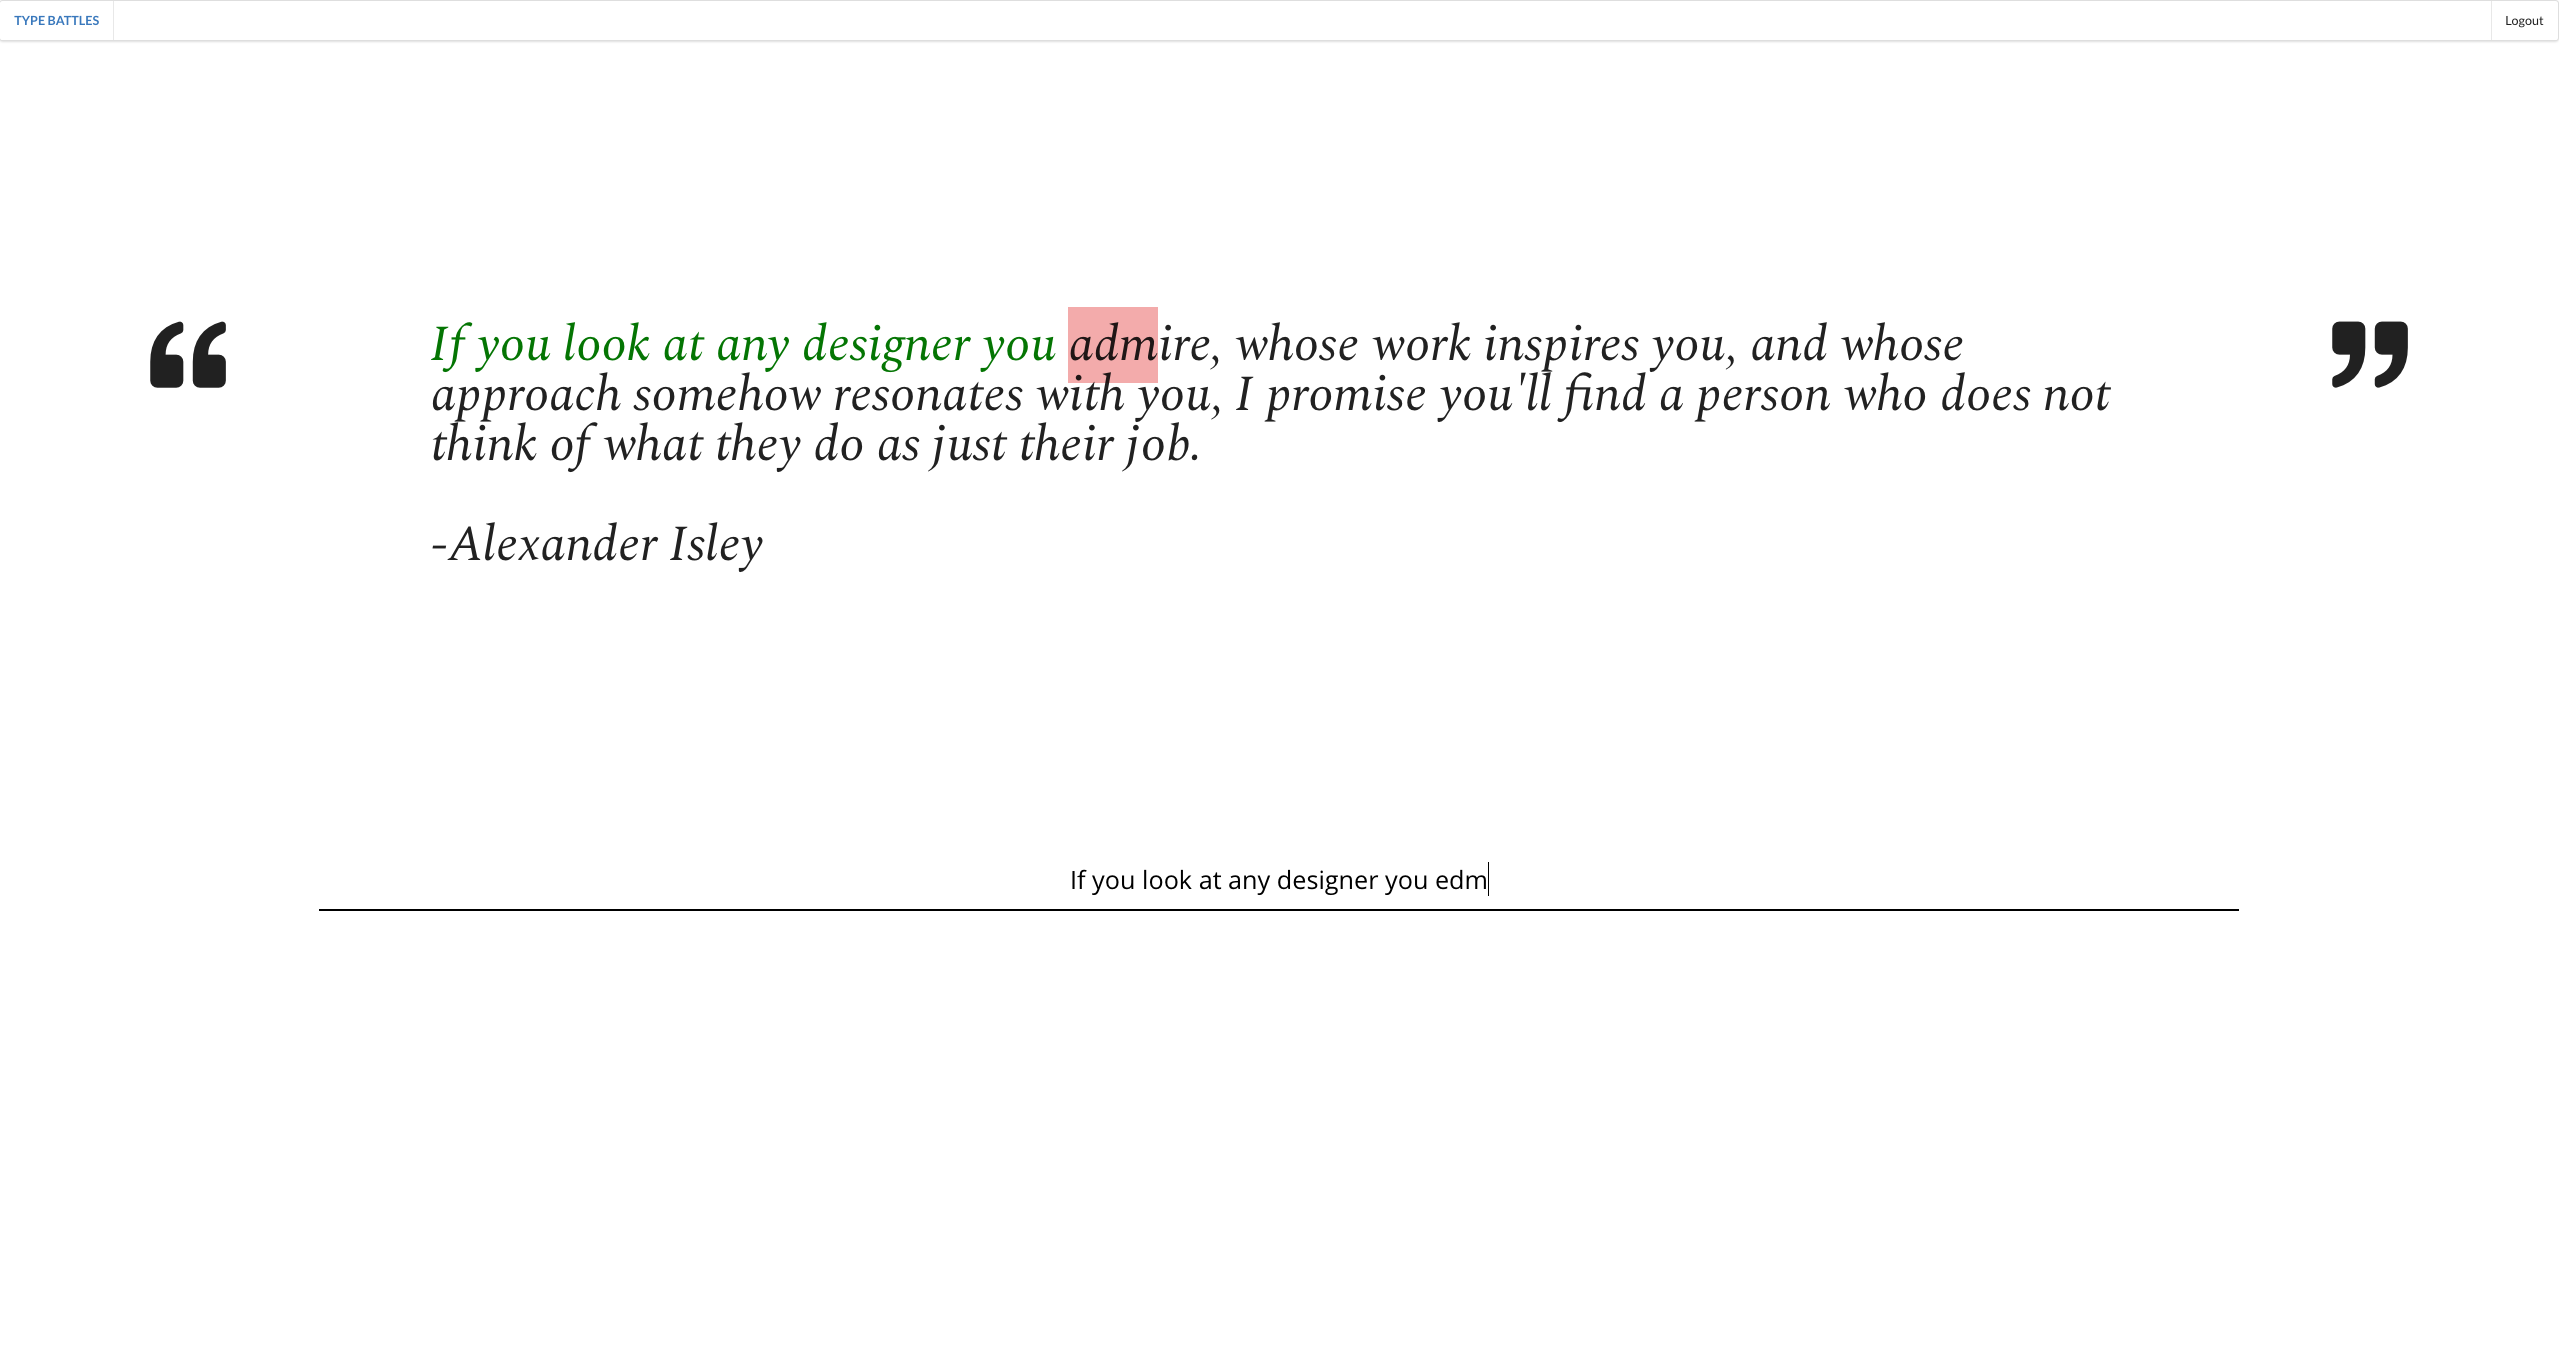 TYPE BATTLES
Logout
If you look at any designer you admire, whose work inspires you, and whose
approach somehow resonates with you, I promise you'll find a person who does not
think of what they do as just their job.
-Alexander Isley
If you look at any designer you edm